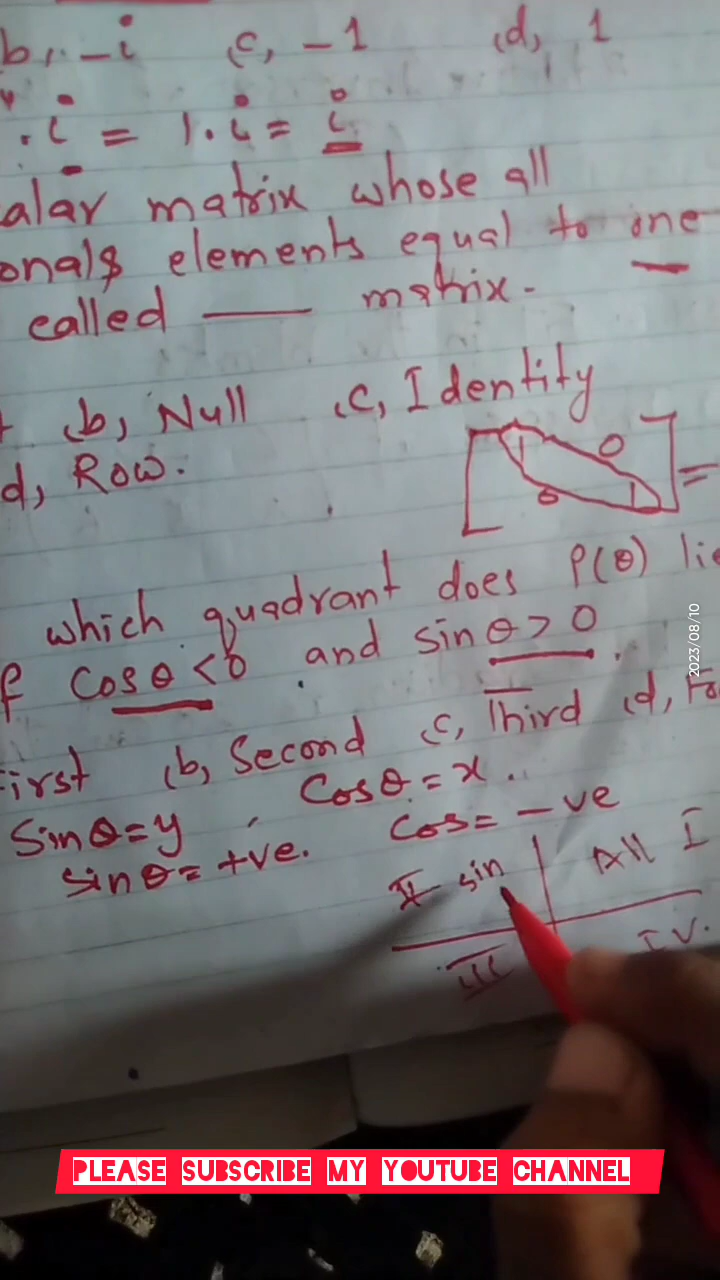 b, -i (c, -1 (d, 1
.i = 1.i = i
alar matrix whose all
onals elements equal to one
called ___ matrix.
(b, Null (c, Identity
d, Row.
[1 0
0 1] =
which quadrant does P(θ) lie
f Cosθ<0 and sinθ>0.
First (b, Second (c, Third (d, Fo
Sinθ=y Cosθ=x.
sinθ=+ve. Cos=-ve
II sin All I
III IV.
2023/08/10
PLEASE SUBSCRIBE MY YOUTUBE CHANNEL